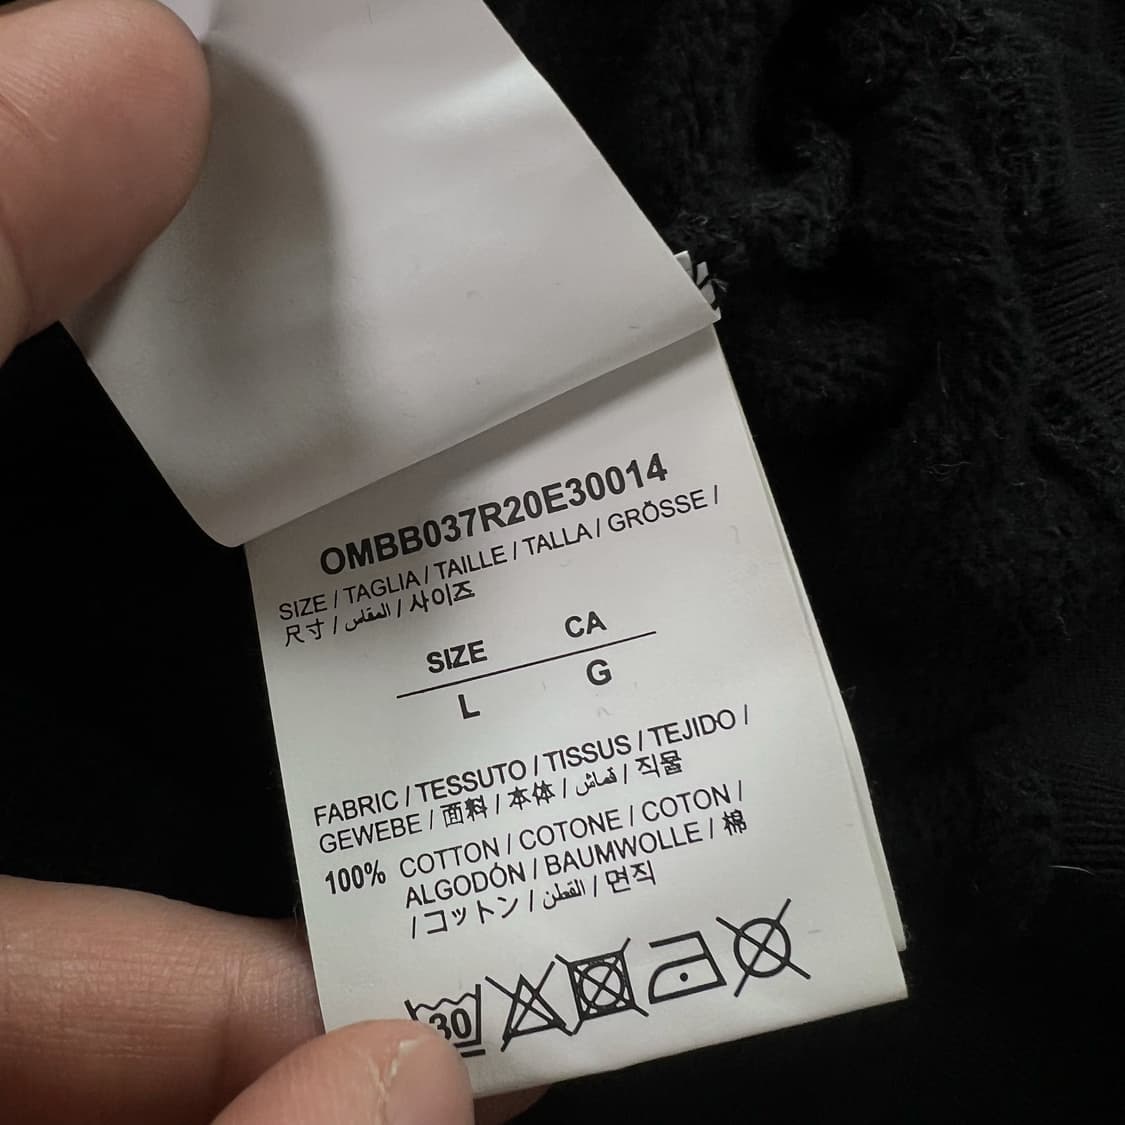 OMBB037R20E30014
SIZE / TAGLIA / TAILLE / TALLA / GRÖSSE /
尺寸 / المقاس / 사이즈
SIZE CA
L G
FABRIC / TESSUTO / TISSUS / TEJIDO /
GEWEBE / 面料 / 本体 / قماش / 직물
100% COTTON / COTONE / COTON /
ALGODÓN / BAUMWOLLE / 棉
/ コットン / القطن / 면직
30